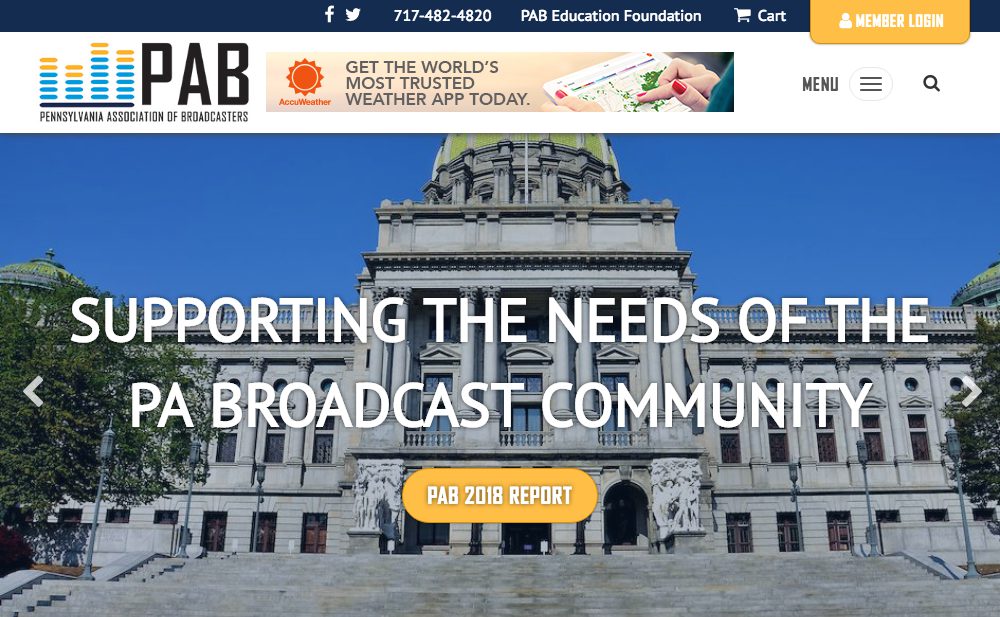 717-482-4820 PAB Education Foundation Cart MEMBER LOGIN
PAB
PENNSYLVANIA ASSOCIATION OF BROADCASTERS
AccuWeather
GET THE WORLD'S
MOST TRUSTED
WEATHER APP TODAY.
MENU
SUPPORTING THE NEEDS OF THE
PA BROADCAST COMMUNITY
PAB 2018 REPORT